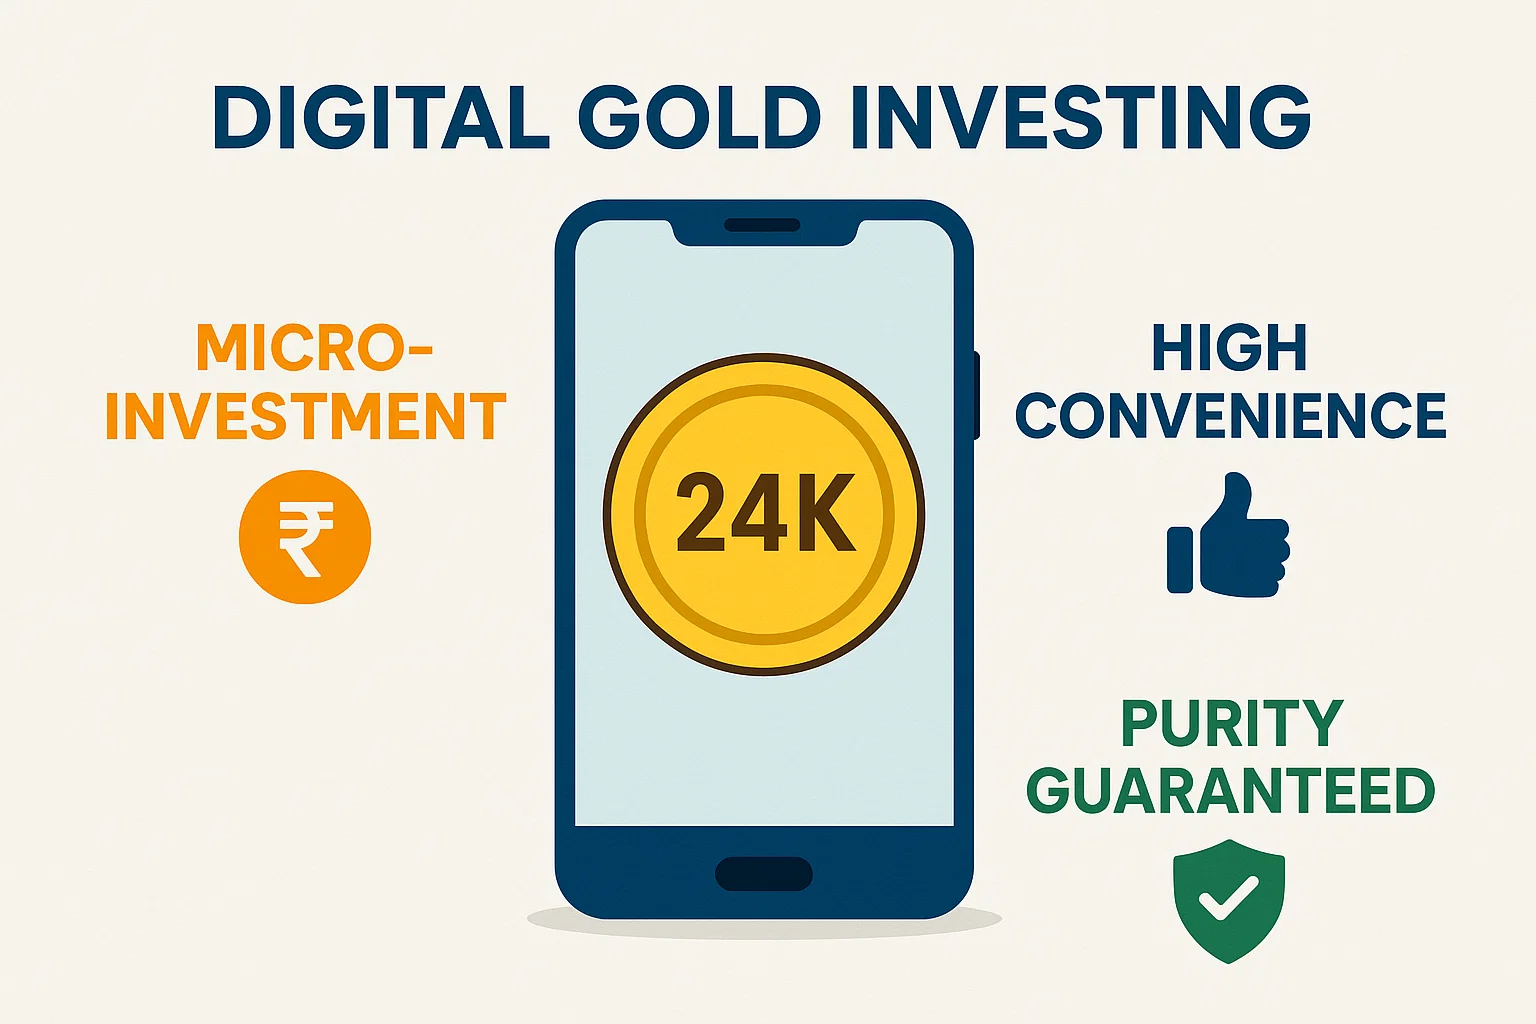 DIGITAL GOLD INVESTING
MICRO-
INVESTMENT
₹
24K
HIGH
CONVENIENCE
PURITY
GUARANTEED